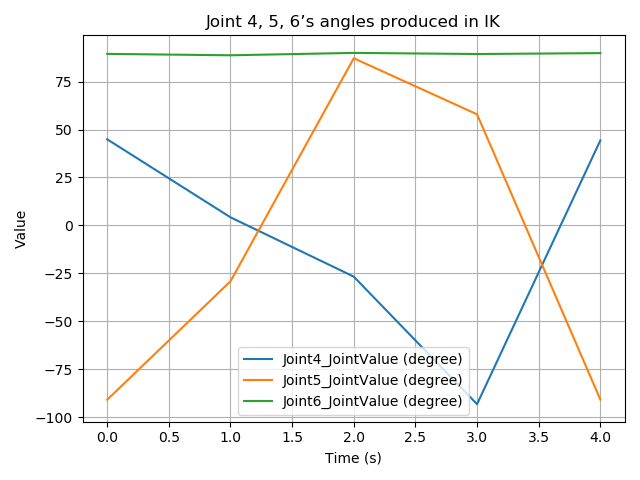 Joint 4, 5, 6’s angles produced in IK
Value
75
50
25
0
−25
−50
−75
−100
Joint4_JointValue (degree)
Joint5_JointValue (degree)
Joint6_JointValue (degree)
0.0 0.5 1.0 1.5 2.0 2.5 3.0 3.5 4.0
Time (s)